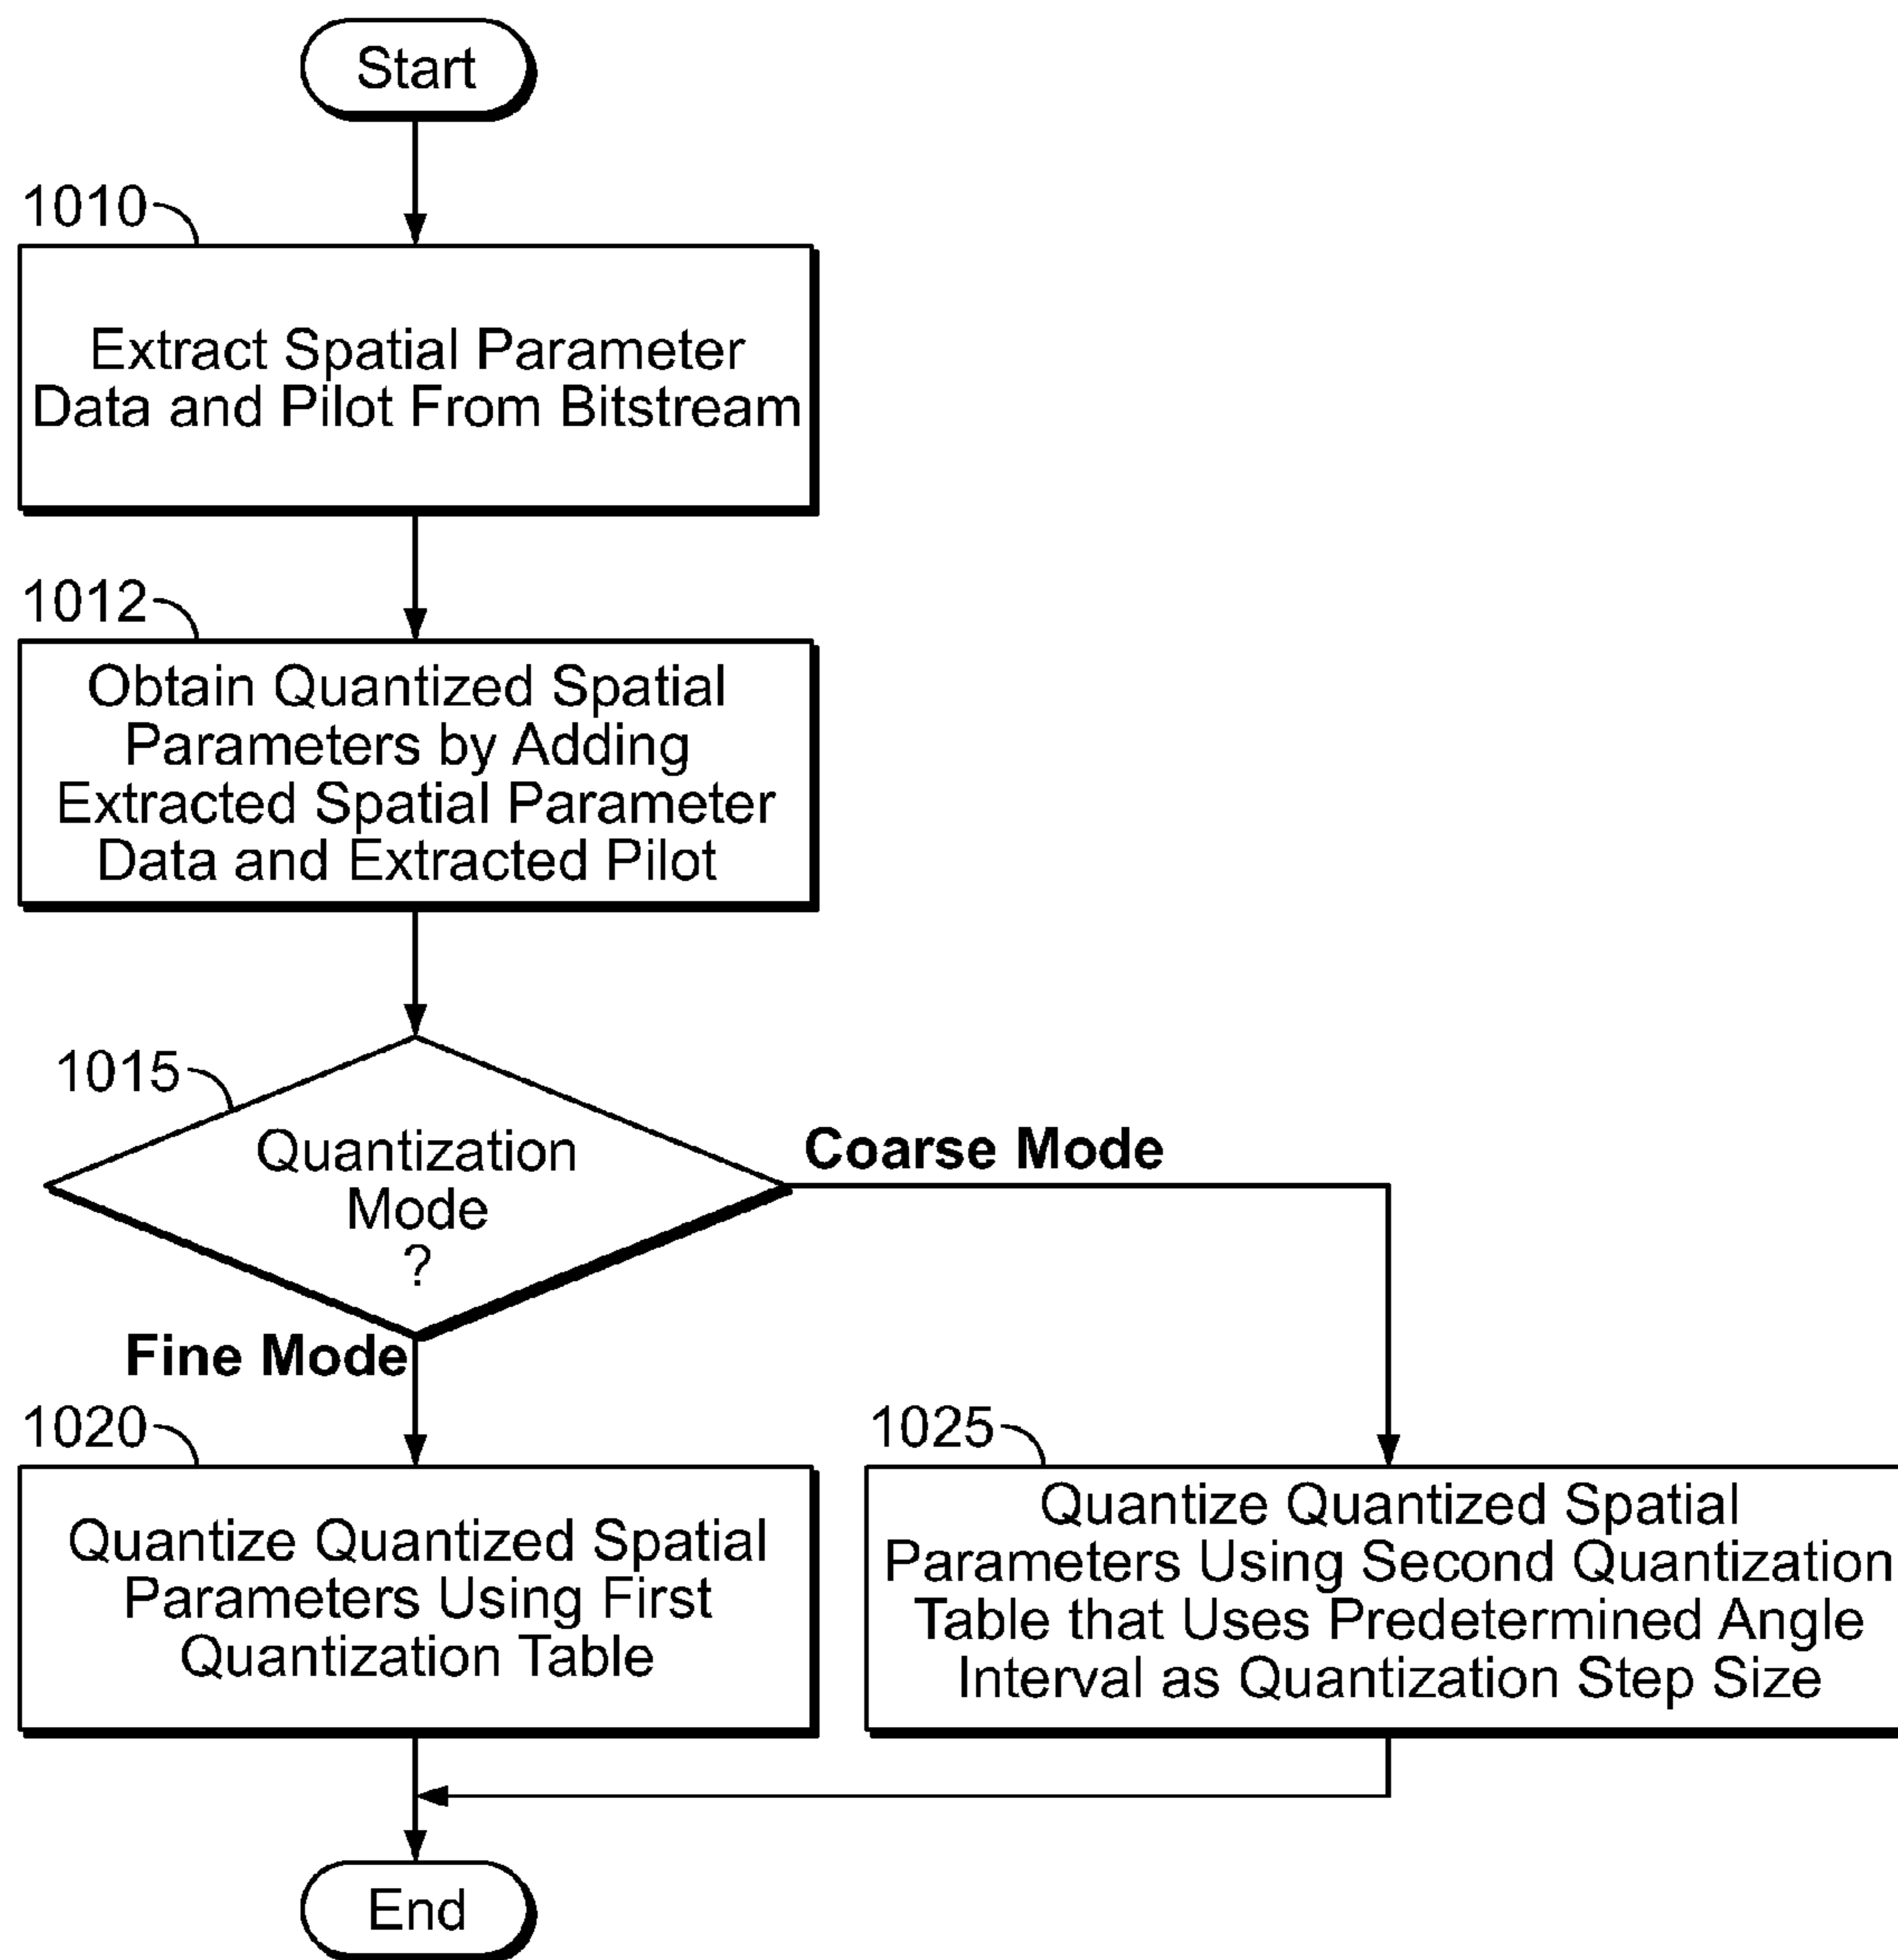 Start
1010
Extract Spatial Parameter
Data and Pilot From Bitstream
1012
Obtain Quantized Spatial
Parameters by Adding
Extracted Spatial Parameter
Data and Extracted Pilot
1015
Quantization
Mode
?
Coarse Mode
Fine Mode
1020
Quantize Quantized Spatial
Parameters Using First
Quantization Table
1025
Quantize Quantized Spatial
Parameters Using Second Quantization
Table that Uses Predetermined Angle
Interval as Quantization Step Size
End